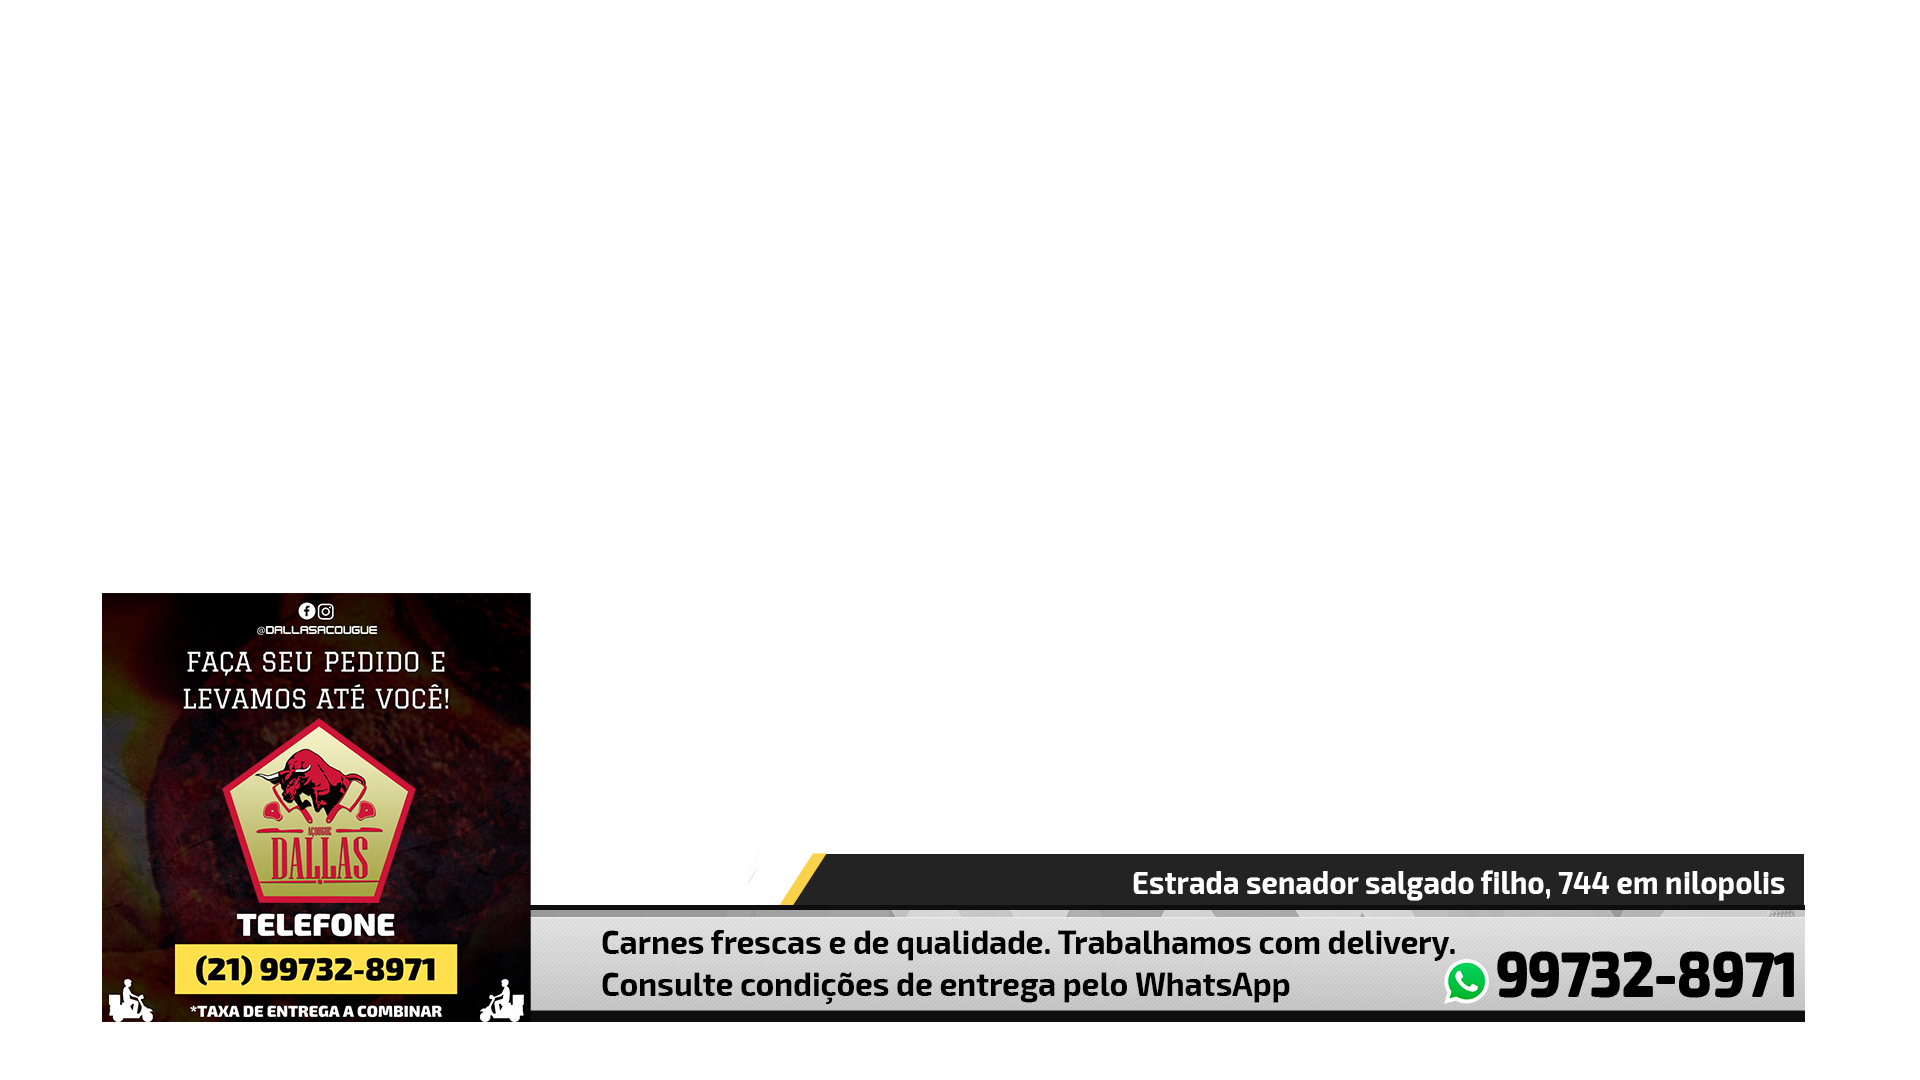 @DALLASACOUGUE
FAÇA SEU PEDIDO E
LEVAMOS ATÉ VOCÊ!
AÇOUGUE
DALLAS
TELEFONE
(21) 99732-8971
*TAXA DE ENTREGA A COMBINAR
Estrada senador salgado filho, 744 em nilopolis
Carnes frescas e de qualidade. Trabalhamos com delivery.
Consulte condições de entrega pelo WhatsApp
99732-8971